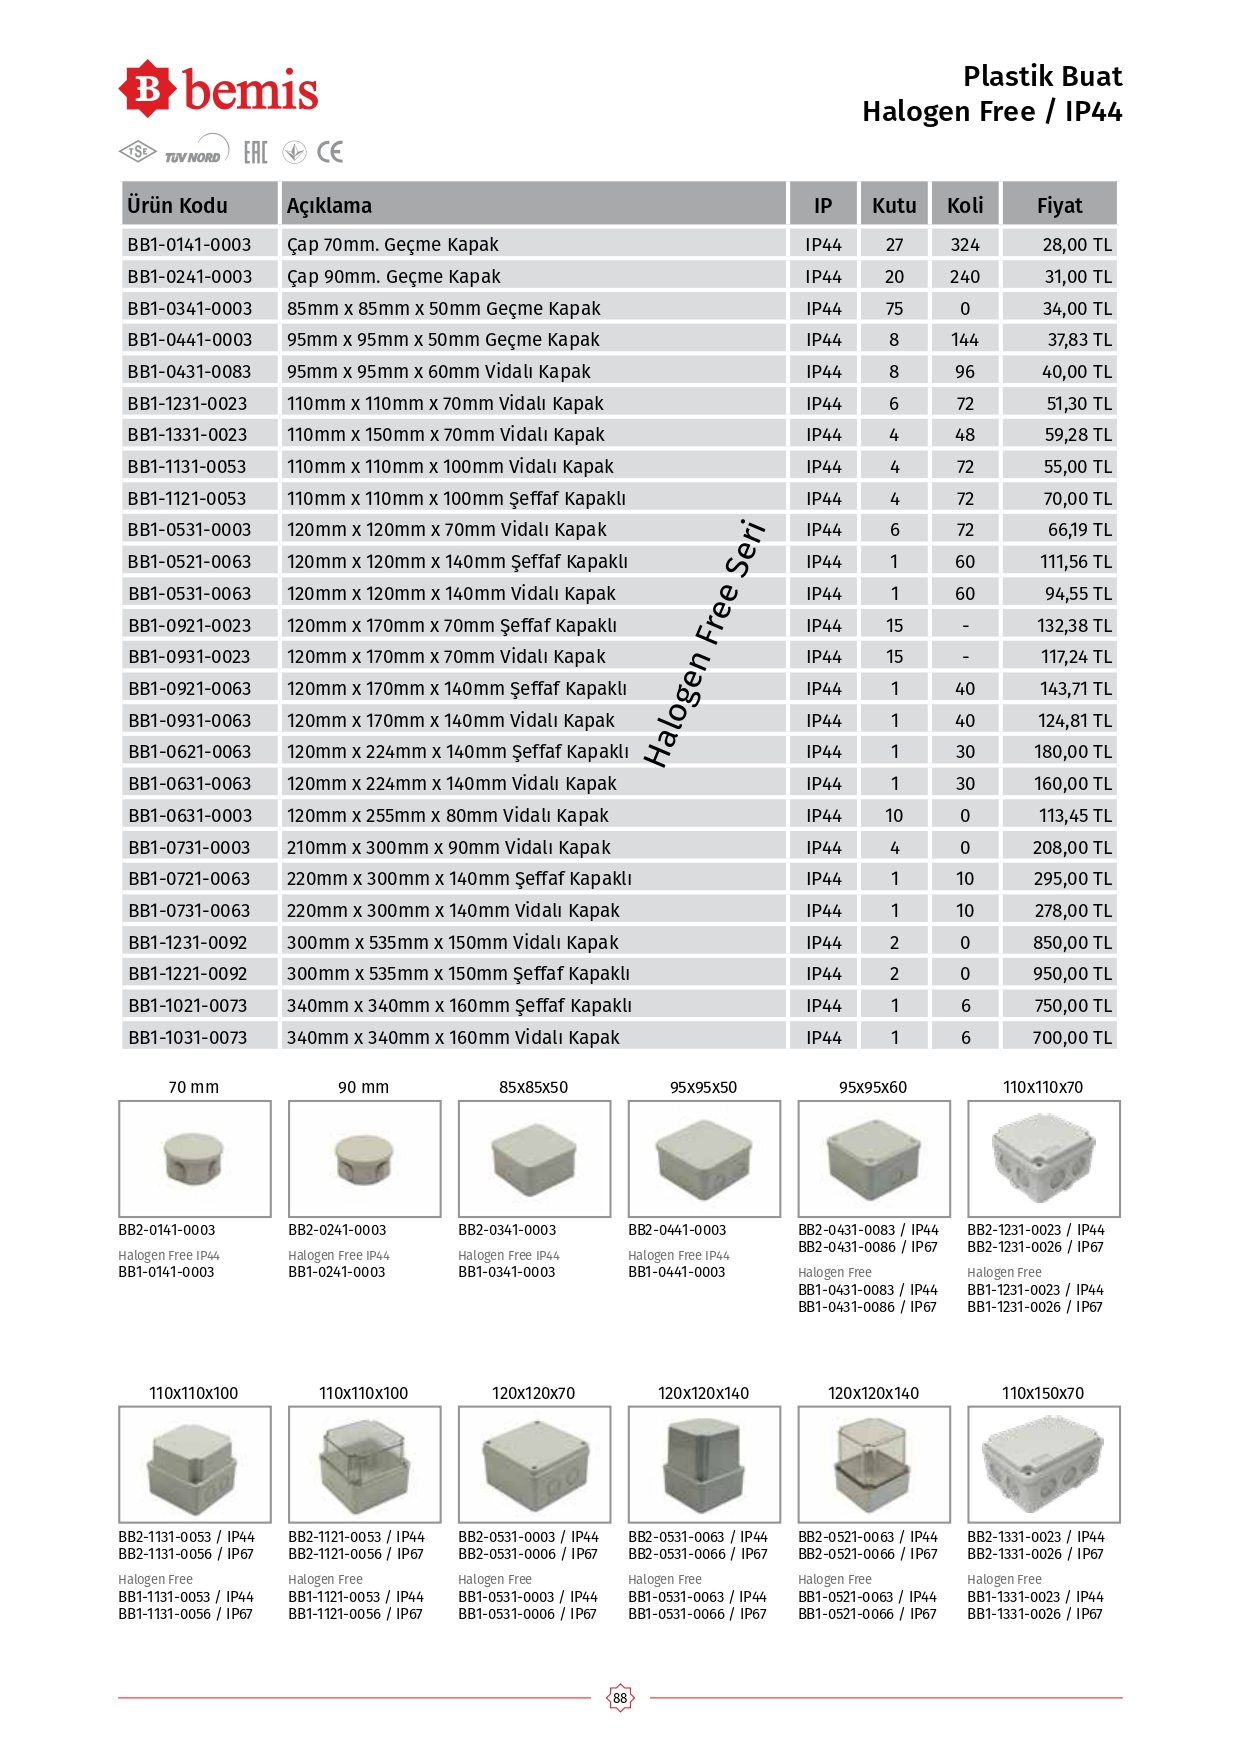 B bemis
Plastik Buat
Halogen Free / IP44
TSE TÜV NORD EAC CE
Ürün Kodu Açıklama IP Kutu Koli Fiyat
BB1-0141-0003 Çap 70mm. Geçme Kapak IP44 27 324 28,00 TL
BB1-0241-0003 Çap 90mm. Geçme Kapak IP44 20 240 31,00 TL
BB1-0341-0003 85mm x 85mm x 50mm Geçme Kapak IP44 75 0 34,00 TL
BB1-0441-0003 95mm x 95mm x 50mm Geçme Kapak IP44 8 144 37,83 TL
BB1-0431-0083 95mm x 95mm x 60mm Vidalı Kapak IP44 8 96 40,00 TL
BB1-1231-0023 110mm x 110mm x 70mm Vidalı Kapak IP44 6 72 51,30 TL
BB1-1331-0023 110mm x 150mm x 70mm Vidalı Kapak IP44 4 48 59,28 TL
BB1-1131-0053 110mm x 110mm x 100mm Vidalı Kapak IP44 4 72 55,00 TL
BB1-1121-0053 110mm x 110mm x 100mm Şeffaf Kapaklı IP44 4 72 70,00 TL
BB1-0531-0003 120mm x 120mm x 70mm Vidalı Kapak IP44 6 72 66,19 TL
BB1-0521-0063 120mm x 120mm x 140mm Şeffaf Kapaklı IP44 1 60 111,56 TL
BB1-0531-0063 120mm x 120mm x 140mm Vidalı Kapak IP44 1 60 94,55 TL
BB1-0921-0023 120mm x 170mm x 70mm Şeffaf Kapaklı IP44 15 - 132,38 TL
BB1-0931-0023 120mm x 170mm x 70mm Vidalı Kapak IP44 15 - 117,24 TL
BB1-0921-0063 120mm x 170mm x 140mm Şeffaf Kapaklı IP44 1 40 143,71 TL
BB1-0931-0063 120mm x 170mm x 140mm Vidalı Kapak IP44 1 40 124,81 TL
BB1-0621-0063 120mm x 224mm x 140mm Şeffaf Kapaklı IP44 1 30 180,00 TL
BB1-0631-0063 120mm x 224mm x 140mm Vidalı Kapak IP44 1 30 160,00 TL
BB1-0631-0003 120mm x 255mm x 80mm Vidalı Kapak IP44 10 0 113,45 TL
BB1-0731-0003 210mm x 300mm x 90mm Vidalı Kapak IP44 4 0 208,00 TL
BB1-0721-0063 220mm x 300mm x 140mm Şeffaf Kapaklı IP44 1 10 295,00 TL
BB1-0731-0063 220mm x 300mm x 140mm Vidalı Kapak IP44 1 10 278,00 TL
BB1-1231-0092 300mm x 535mm x 150mm Vidalı Kapak IP44 2 0 850,00 TL
BB1-1221-0092 300mm x 535mm x 150mm Şeffaf Kapaklı IP44 2 0 950,00 TL
BB1-1021-0073 340mm x 340mm x 160mm Şeffaf Kapaklı IP44 1 6 750,00 TL
BB1-1031-0073 340mm x 340mm x 160mm Vidalı Kapak IP44 1 6 700,00 TL
Halogen Free Seri
70 mm 90 mm 85x85x50 95x95x50 95x95x60 110x110x70
BB2-0141-0003 BB2-0241-0003 BB2-0341-0003 BB2-0441-0003 BB2-0431-0083 / IP44 BB2-1231-0023 / IP44
BB2-0431-0086 / IP67 BB2-1231-0026 / IP67
Halogen Free IP44 Halogen Free IP44 Halogen Free IP44 Halogen Free IP44
BB1-0141-0003 BB1-0241-0003 BB1-0341-0003 BB1-0441-0003
Halogen Free Halogen Free
BB1-0431-0083 / IP44 BB1-1231-0023 / IP44
BB1-0431-0086 / IP67 BB1-1231-0026 / IP67
110x110x100 110x110x100 120x120x70 120x120x140 120x120x140 110x150x70
BB2-1131-0053 / IP44 BB2-1121-0053 / IP44 BB2-0531-0003 / IP44 BB2-0531-0063 / IP44 BB2-0521-0063 / IP44 BB2-1331-0023 / IP44
BB2-1131-0056 / IP67 BB2-1121-0056 / IP67 BB2-0531-0006 / IP67 BB2-0531-0066 / IP67 BB2-0521-0066 / IP67 BB2-1331-0026 / IP67
Halogen Free Halogen Free Halogen Free Halogen Free Halogen Free Halogen Free
BB1-1131-0053 / IP44 BB1-1121-0053 / IP44 BB1-0531-0003 / IP44 BB1-0531-0063 / IP44 BB1-0521-0063 / IP44 BB1-1331-0023 / IP44
BB1-1131-0056 / IP67 BB1-1121-0056 / IP67 BB1-0531-0006 / IP67 BB1-0531-0066 / IP67 BB1-0521-0066 / IP67 BB1-1331-0026 / IP67
88